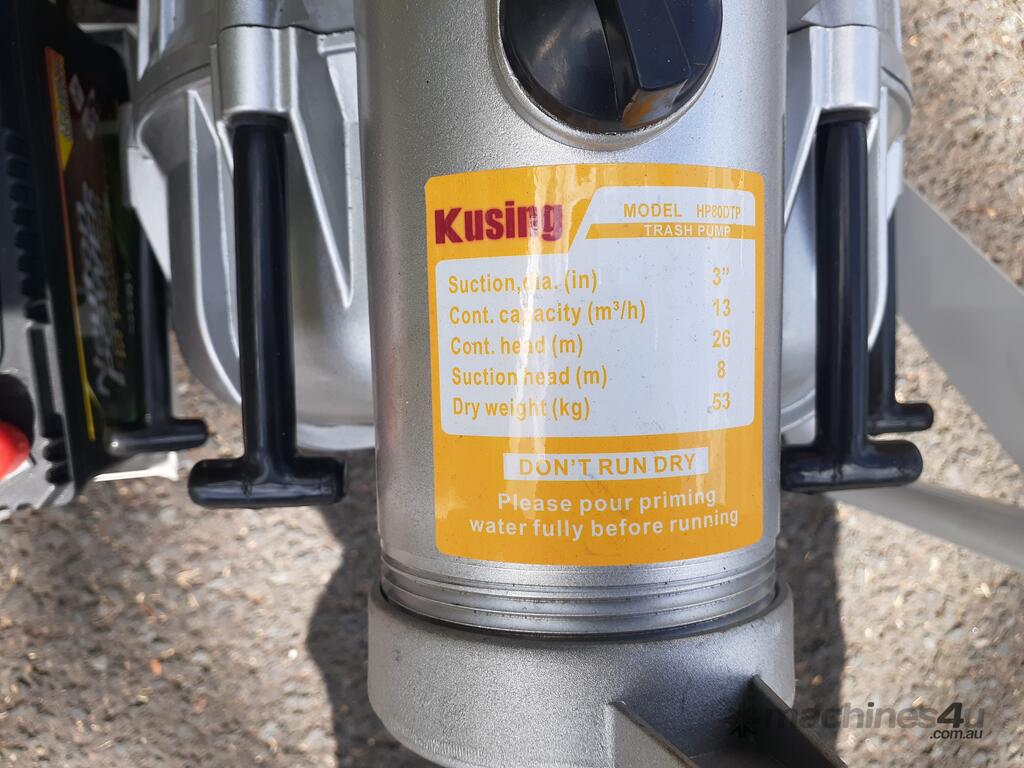 Kusing
MODEL HP80DTP
TRASH PUMP
Suction,dia. (in) 3"
Cont. capacity (m³/h) 13
Cont. head (m) 26
Suction head (m) 8
Dry weight (kg) 53
DON'T RUN DRY
Please pour priming
water fully before running
machines4u
.com.au